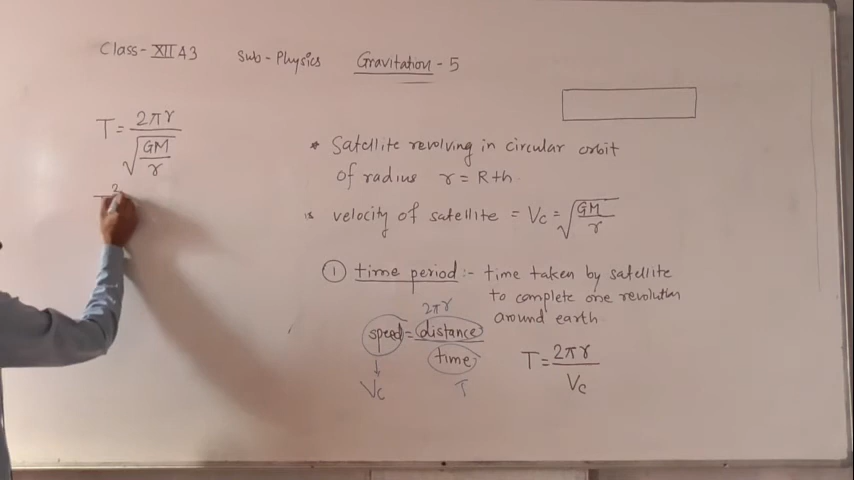 Class-XII A3 Sub-Physics Gravitation-5
T = 2πr / √(GM/r)
2
* Satellite revolving in circular orbit
of radius r = R+h.
velocity of satellite = Vc = √(GM/r)
① time period :- time taken by satellite
to complete one revolution
around earth
2πr
speed = distance / time
Vc T
T = 2πr / Vc